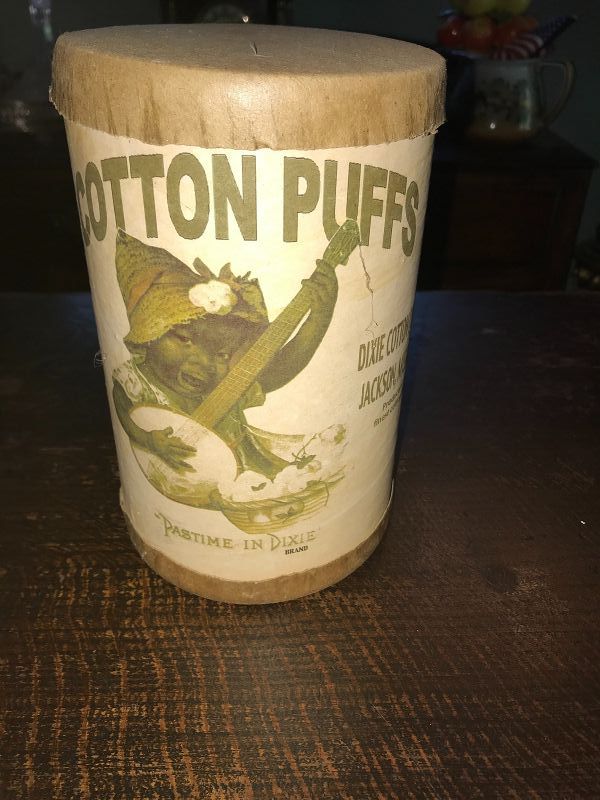 COTTON PUFFS
DIXIE COTTON
JACKSON,
"PASTIME IN DIXIE"
BRAND